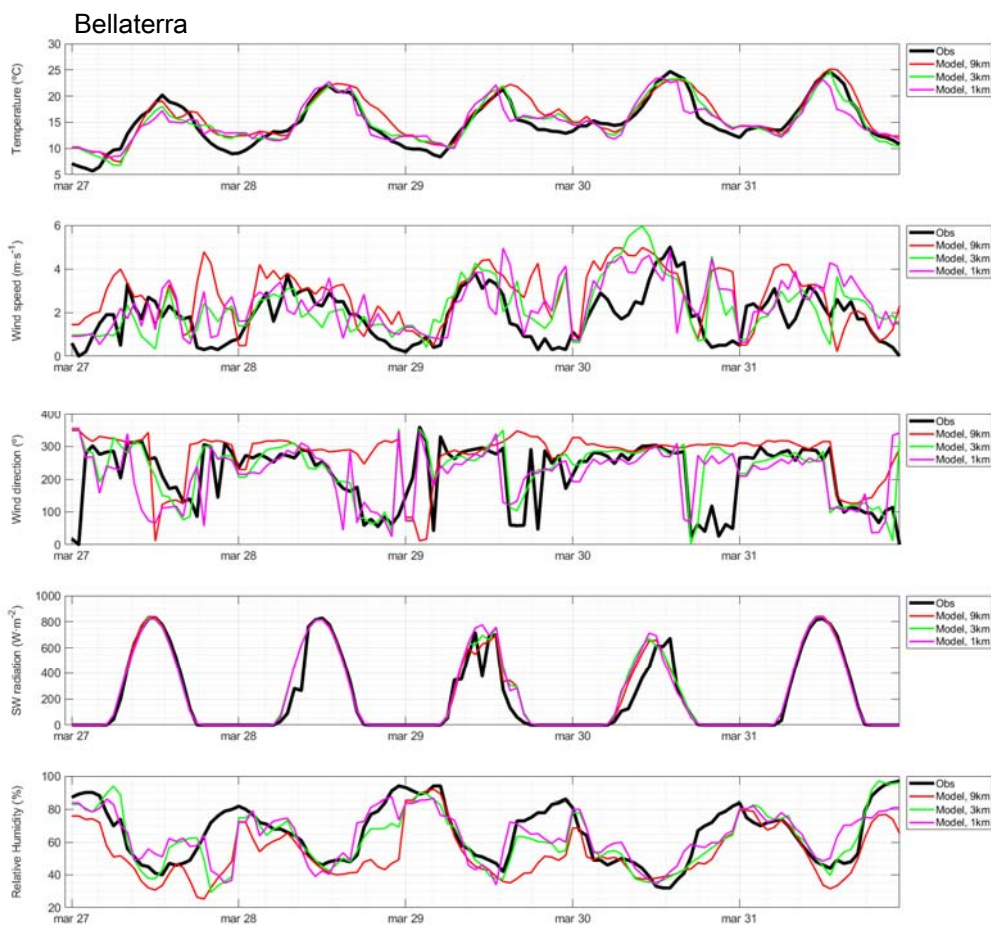 Bellaterra
Temperature (ºC)
30
25
20
15
10
5
mar 27
mar 28
mar 29
mar 30
mar 31
Obs
Model, 9km
Model, 3km
Model, 1km
Wind speed (m·s⁻¹)
6
4
2
0
mar 27
mar 28
mar 29
mar 30
mar 31
Obs
Model, 9km
Model, 3km
Model, 1km
Wind direction (º)
400
300
200
100
0
mar 27
mar 28
mar 29
mar 30
mar 31
Obs
Model, 9km
Model, 3km
Model, 1km
SW radiation (W·m⁻²)
1000
800
600
400
200
0
mar 27
mar 28
mar 29
mar 30
mar 31
Obs
Model, 9km
Model, 3km
Model, 1km
Relative Humidity (%)
100
80
60
40
20
mar 27
mar 28
mar 29
mar 30
mar 31
Obs
Model, 9km
Model, 3km
Model, 1km